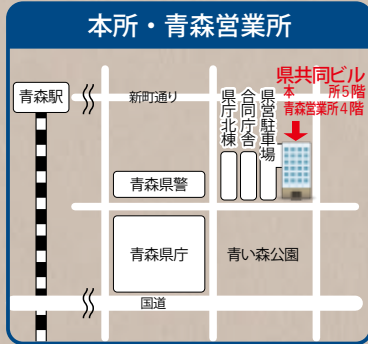 本所・青森営業所
県共同ビル
本　　所5階
青森営業所4階
青森駅
新町通り
県庁北棟
合同庁舎
県営駐車場
青森県警
青森県庁
青い森公園
国道